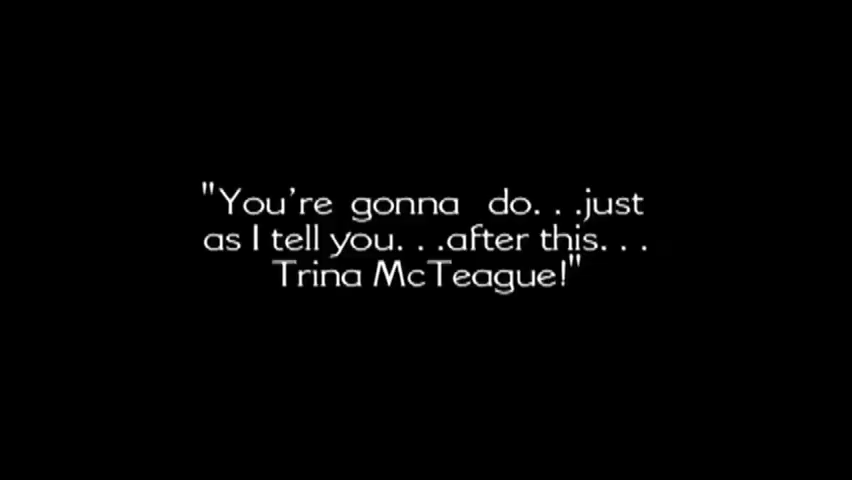 "You're gonna do. . .just
as I tell you. . .after this. . .
Trina McTeague!"